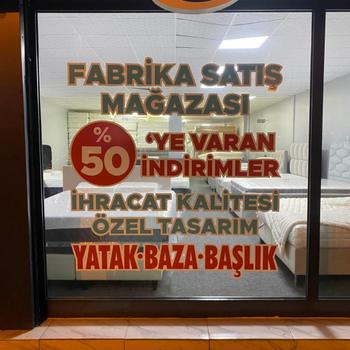 FABRİKA SATIŞ
MAĞAZASI
%50 'YE VARAN
İNDİRİMLER
İHRACAT KALİTESİ
ÖZEL TASARIM
YATAK·BAZA·BAŞLIK